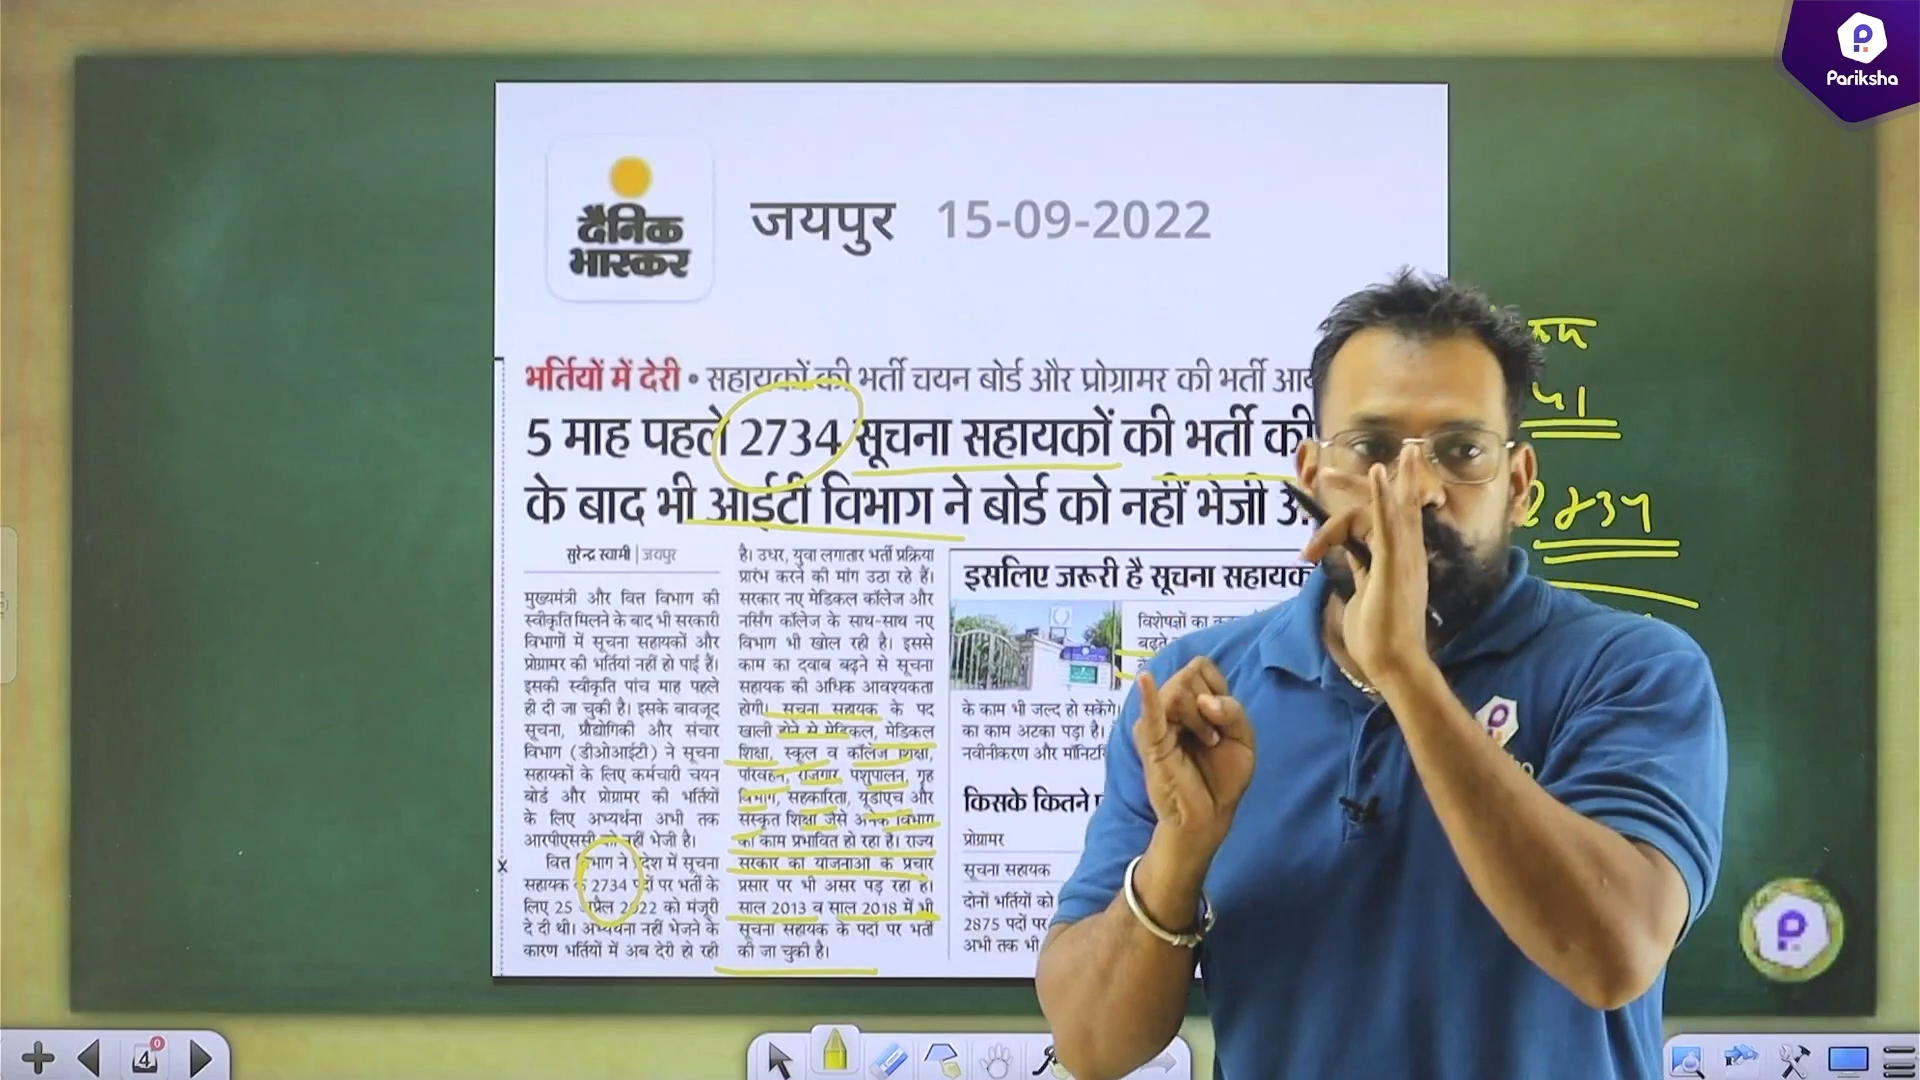 Pariksha
दैनिक
भास्कर
जयपुर 15-09-2022
भर्तियों में देरी • सहायकों की भर्ती चयन बोर्ड और प्रोग्रामर की भर्ती
5 माह पहले 2734 सूचना सहायकों की भर्ती की
के बाद भी आईटी विभाग ने बोर्ड को नहीं भेजी
सुरेन्द्र स्वामी | जयपुर
मुख्यमंत्री और वित्त विभाग की
स्वीकृति मिलने के बाद भी सरकारी
विभागों में सूचना सहायकों और
प्रोग्रामर की भर्तियां नहीं हो पाई हैं।
इसकी स्वीकृति पांच माह पहले
ही दी जा चुकी है। इसके बावजूद
सूचना, प्रौद्योगिकी और संचार
विभाग (डीओआईटी) ने सूचना
सहायकों के लिए कर्मचारी चयन
बोर्ड और प्रोग्रामर की भर्तियों
के लिए अभ्यर्थना अभी तक
आरपीएससी को नहीं भेजी है।
वित्त विभाग ने प्रदेश में सूचना
सहायक के 2734 पदों पर भर्ती के
लिए 25 अप्रैल 2022 को मंजूरी
दे दी थी। अभ्यर्थना नहीं भेजने के
कारण भर्तियों में अब देरी हो रही
है। उधर, युवा लगातार भर्ती प्रक्रिया
प्रारंभ करने की मांग उठा रहे हैं।
सरकार नए मेडिकल कॉलेज और
नर्सिंग कॉलेज के साथ-साथ नए
विभाग भी खोल रही है। इससे
काम का दवाब बढ़ने से सूचना
सहायक की अधिक आवश्यकता
होगी। सूचना सहायक के पद
खाली होने से मेडिकल, मेडिकल
शिक्षा, स्कूल व कॉलेज शिक्षा,
परिवहन, रोजगार, पशुपालन, गृह
विभाग, सहकारिता, यूडीएच और
संस्कृत शिक्षा जैसे अनेक विभाग
का काम प्रभावित हो रहा है। राज्य
सरकार की योजनाओं के प्रचार
प्रसार पर भी असर पड़ रहा है।
साल 2013 व साल 2018 में भी
सूचना सहायक के पदों पर भर्ती
की जा चुकी है।
इसलिए जरूरी है सूचना सहायक
विशेषज्ञों का
बढ़ते
के काम भी जल्द हो सकेंगे।
का काम अटका पड़ा है।
नवीनीकरण और
किसके कितने
प्रोग्रामर
सूचना सहायक
दोनों भर्तियों को
2875 पदों पर
अभी तक भी
4
0